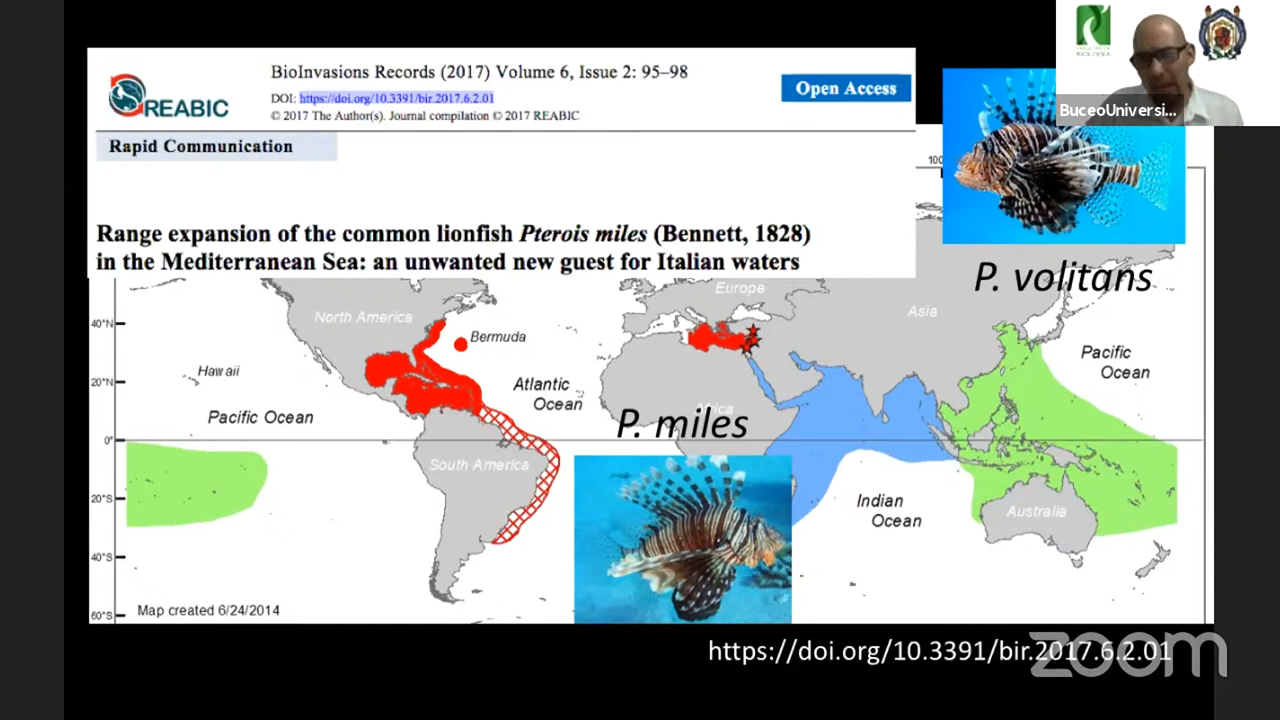 BioInvasions Records (2017) Volume 6, Issue 2: 95–98
DOI: https://doi.org/10.3391/bir.2017.6.2.01
© 2017 The Author(s). Journal compilation © 2017 REABIC
REABIC
Open Access
Rapid Communication
Range expansion of the common lionfish Pterois miles (Bennett, 1828)
in the Mediterranean Sea: an unwanted new guest for Italian waters
BuceoUniversi...
P. volitans
North America
Europe
Asia
Bermuda
Hawaii
Atlantic
Ocean
Pacific Ocean
Pacific
Ocean
Africa
P. miles
South America
Indian
Ocean
Australia
40°N
20°N
0°
20°S
40°S
60°S
100
Map created 6/24/2014
https://doi.org/10.3391/bir.2017.6.2.01
zoom